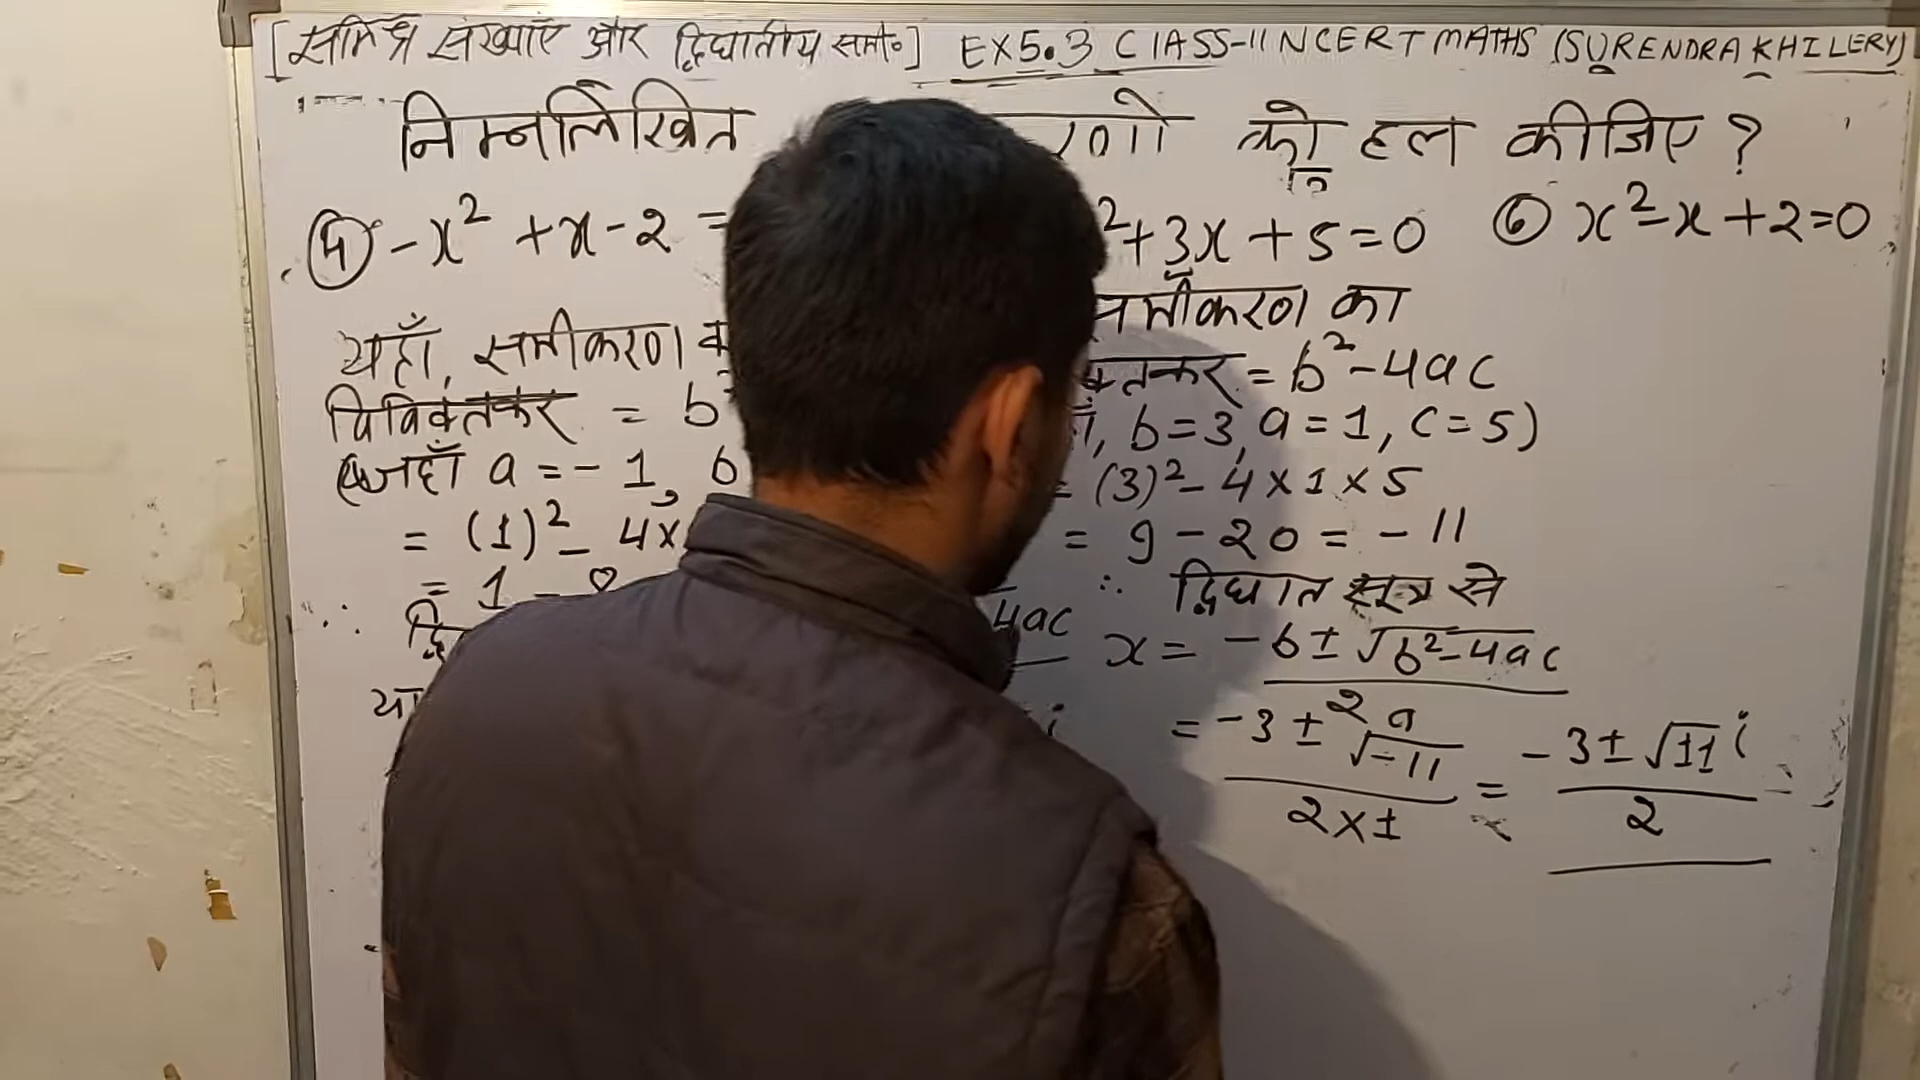 [समिश्र संख्याएँ और द्विघातीय समी०] EX5.3 CLASS-11 NCERT MATHS (SURENDRA KHILERY)
निम्नलिखित को हल कीजिए ?
-x² + x - 2 = ² + 3x + 5 = 0 ⑥ x² - x + 2 = 0
यहाँ, समीकरण समीकरण का
विविक्तकर = b = b² - 4ac
जहाँ a = - 1, b , b = 3, a = 1, c = 5)
= (1)² - 4× = (3)² - 4 × 1 × 5
= 1 - 8 = 9 - 20 = - 11
∴ 4ac ∵ द्विघात सूत्र से
x = -b ± √b² - 4ac
2a
या i = -3 ± √-11 = -3 ± √11 i
2×1 2